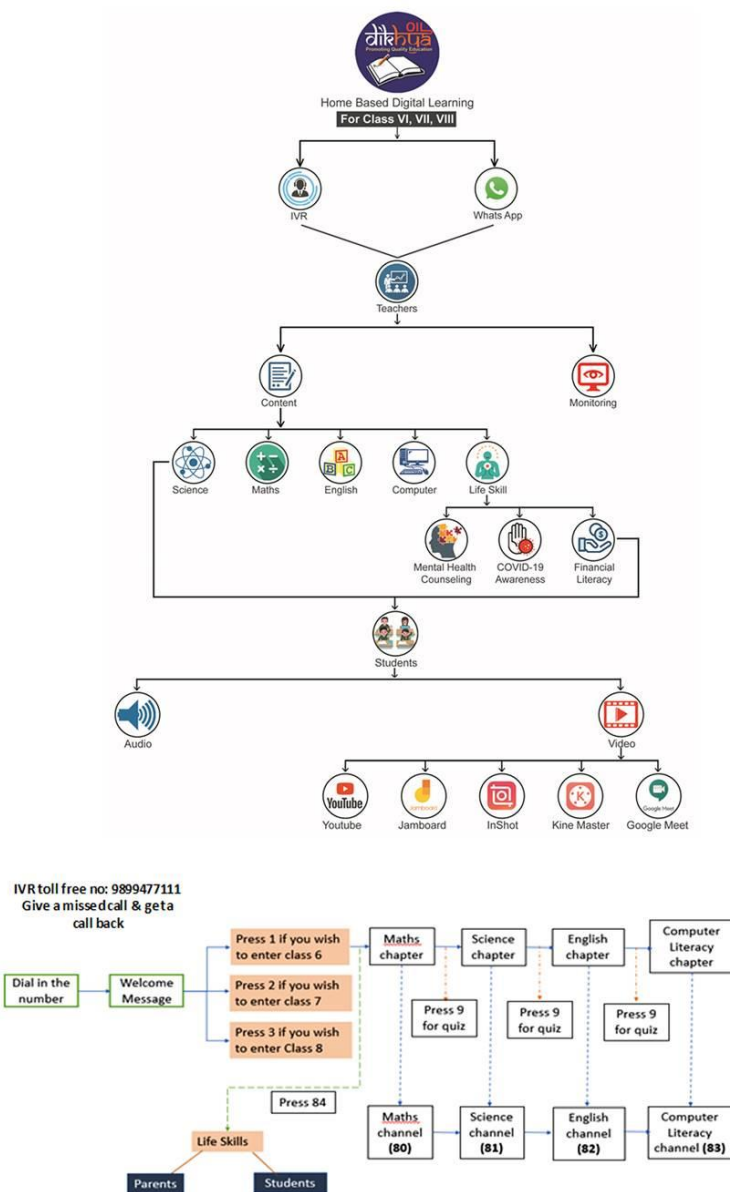 OIL
दीkhya
Promoting Quality Education
Home Based Digital Learning
For Class VI, VII, VIII
IVR
Whats App
Teachers
Content
Monitoring
Science
Maths
English
Computer
Life Skill
A
B
C
Mental Health
Counseling
COVID-19
Awareness
Financial
Literacy
Students
Audio
Video
YouTube
Youtube
Jamboard
Jamboard
InShot
K
Kine Master
Google Meet
Google Meet
IVR toll free no: 9899477111
Give a missed call & get a
call back
Dial in the
number
Welcome
Message
Press 1 if you wish
to enter class 6
Press 2 if you wish
to enter class 7
Press 3 if you wish
to enter Class 8
Maths
chapter
Science
chapter
English
chapter
Computer
Literacy
chapter
Press 9
for quiz
Press 9
for quiz
Press 9
for quiz
Press 84
Maths
channel
(80)
Science
channel
(81)
English
channel
(82)
Computer
Literacy
channel (83)
Life Skills
Parents
Students